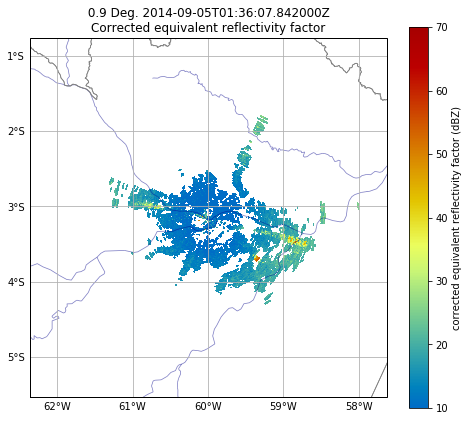 0.9 Deg. 2014-09-05T01:36:07.842000Z
Corrected equivalent reflectivity factor
1°S
2°S
3°S
4°S
5°S
62°W
61°W
60°W
59°W
58°W
70
60
50
40
30
20
10
corrected equivalent reflectivity factor (dBZ)